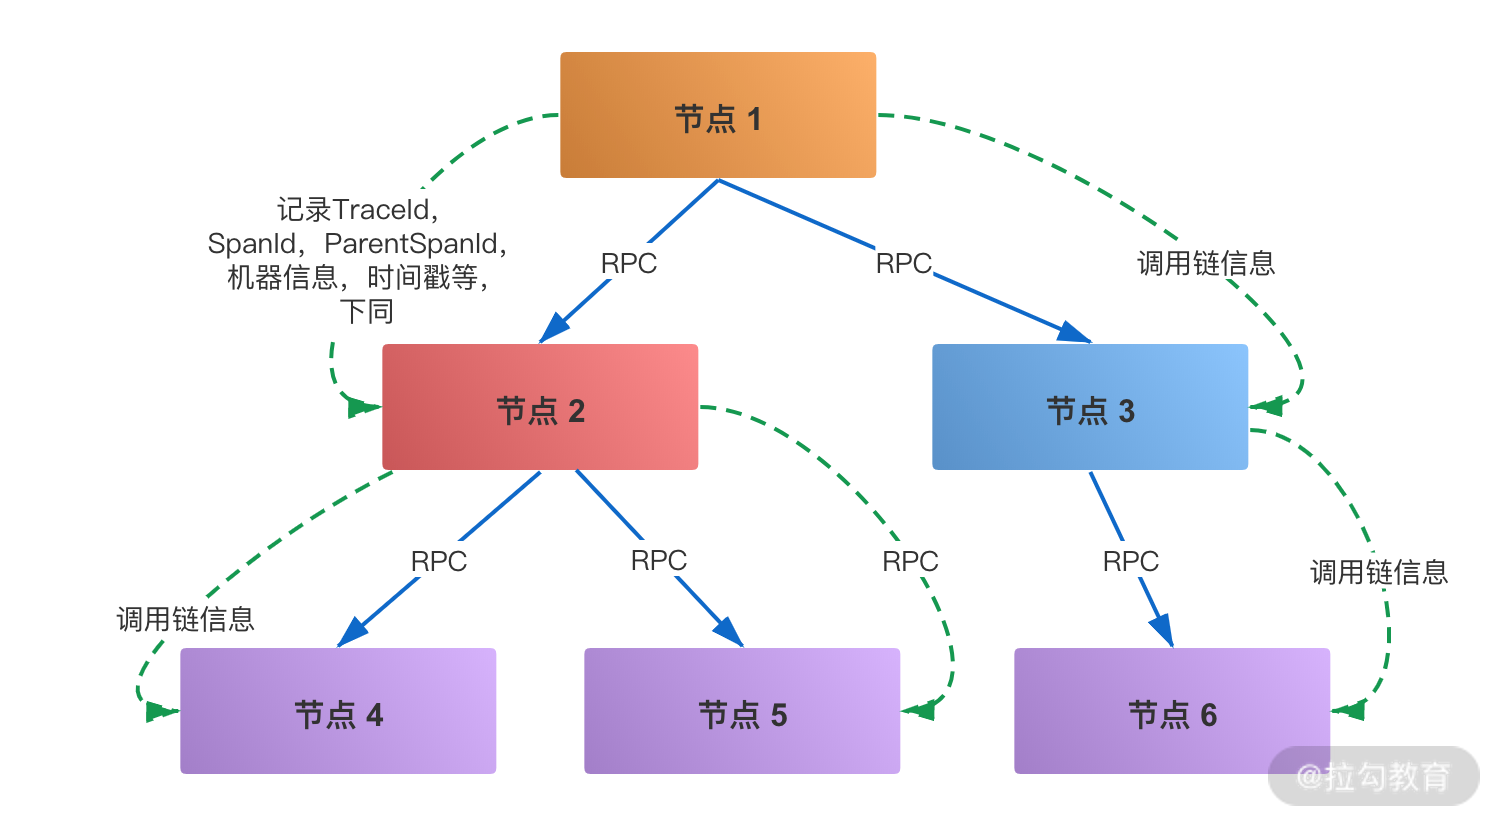 节点 1
记录TraceId,
SpanId，ParentSpanId,
机器信息，时间戳等，
下同
RPC
RPC
调用链信息
节点 2
节点 3
RPC
RPC
RPC
RPC
调用链信息
调用链信息
节点 4
节点 5
节点 6
@拉勾教育